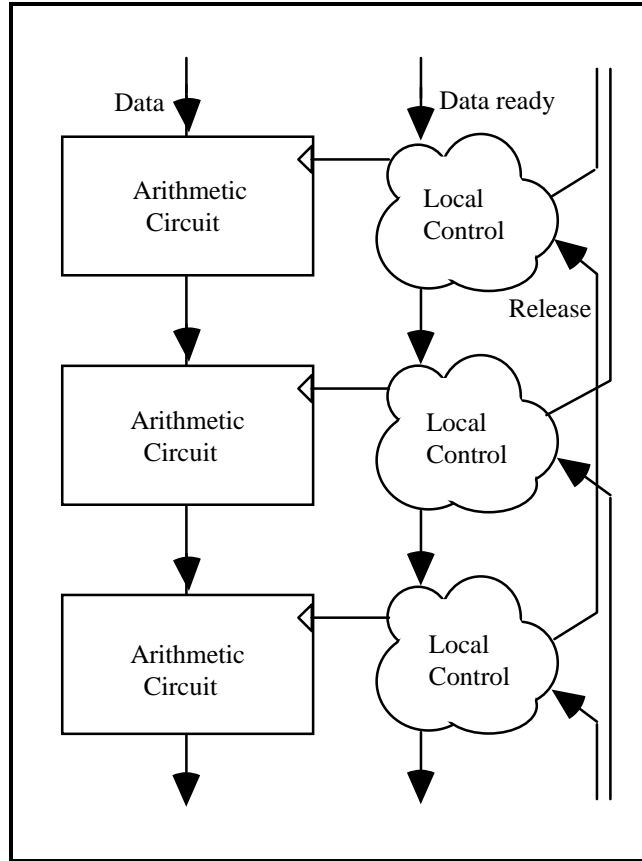 Data
Data ready
Arithmetic
Circuit
Local
Control
Release
Arithmetic
Circuit
Local
Control
Arithmetic
Circuit
Local
Control